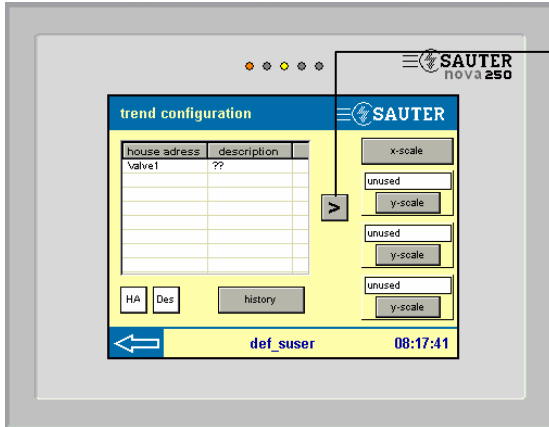 SAUTER
nova 250
trend configuration
SAUTER
house adress description
\alve1 ??
x-scale
unused
y-scale
>
unused
y-scale
unused
y-scale
HA Des history
def_suser 08:17:41